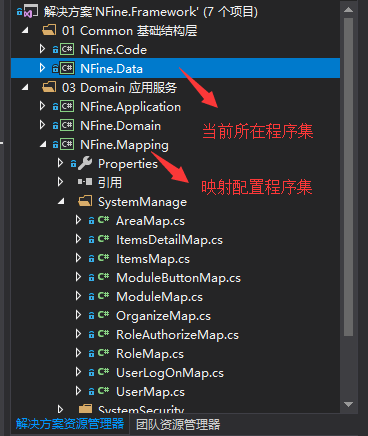 解决方案'NFine.Framework' (7 个项目)
01 Common 基础结构层
C# NFine.Code
C# NFine.Data
03 Domain 应用服务
C# NFine.Application
当前所在程序集
C# NFine.Domain
C# NFine.Mapping
Properties
映射配置程序集
引用
SystemManage
C# AreaMap.cs
C# ItemsDetailMap.cs
C# ItemsMap.cs
C# ModuleButtonMap.cs
C# ModuleMap.cs
C# OrganizeMap.cs
C# RoleAuthorizeMap.cs
C# RoleMap.cs
C# UserLogOnMap.cs
C# UserMap.cs
SystemSecurity
解决方案资源管理器 团队资源管理器